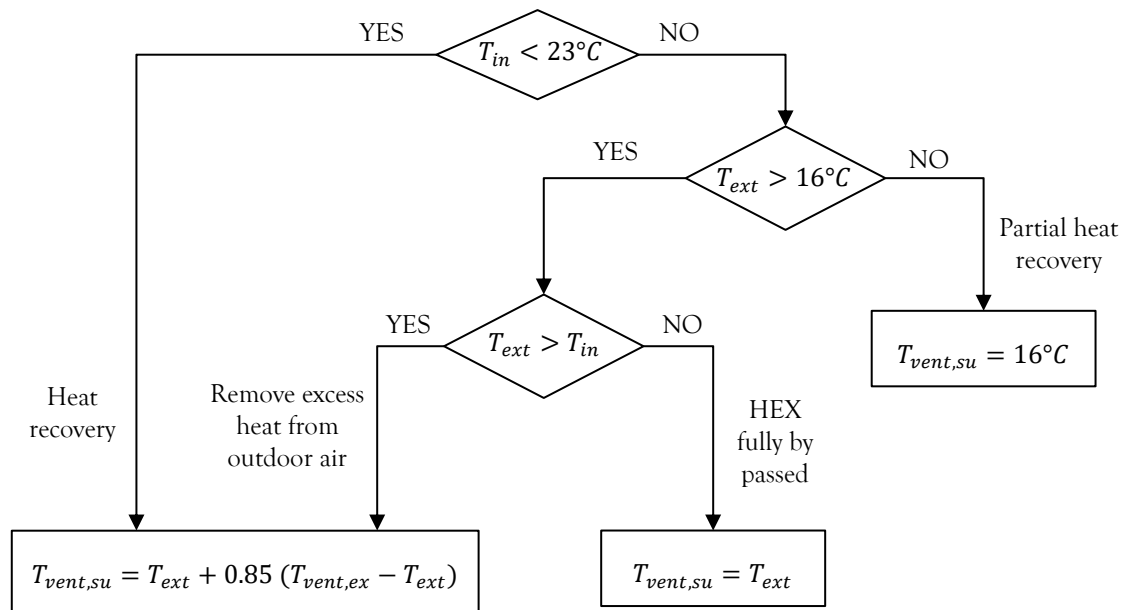 YES
T_in < 23°C
NO
YES
T_ext > 16°C
NO
Partial heat
recovery
YES
T_ext > T_in
NO
T_vent,su = 16°C
Heat
recovery
Remove excess
heat from
outdoor air
HEX
fully by
passed
T_vent,su = T_ext + 0.85 (T_vent,ex − T_ext)
T_vent,su = T_ext